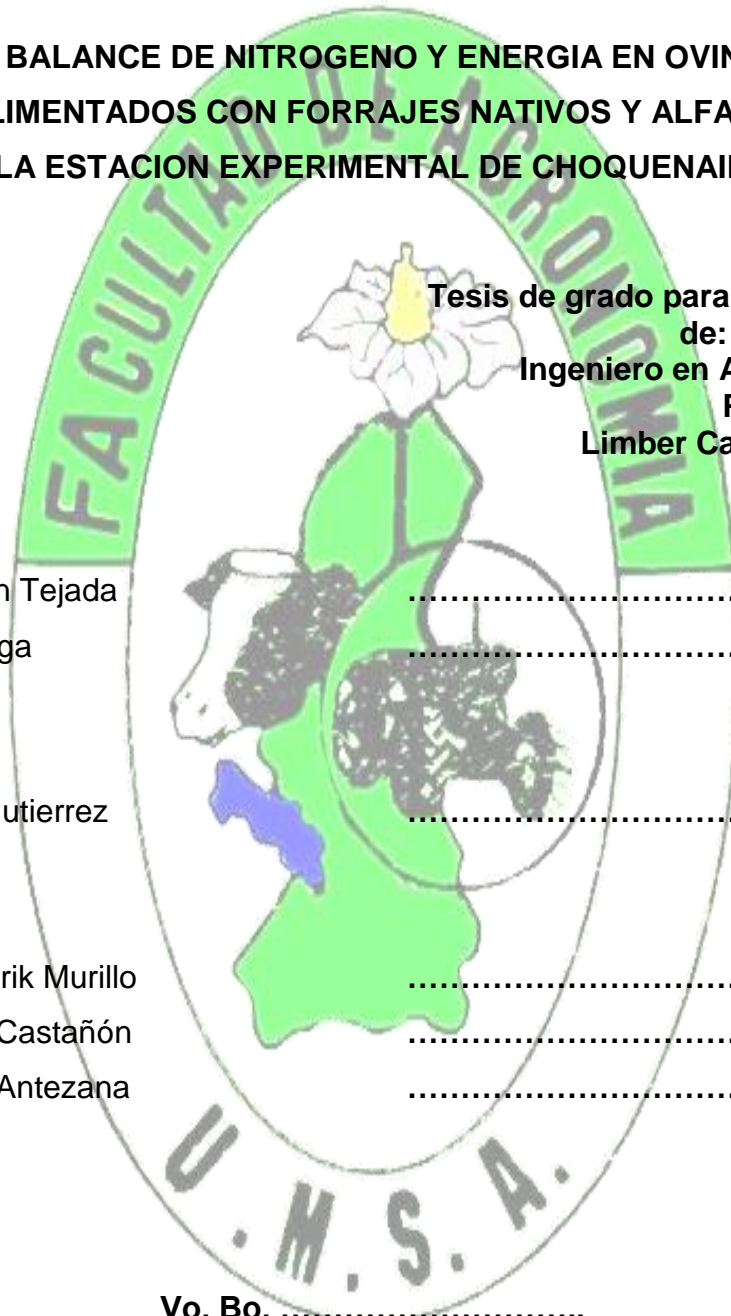 BALANCE DE NITROGENO Y ENERGIA EN OVIN
LIMENTADOS CON FORRAJES NATIVOS Y ALFA
LA ESTACION EXPERIMENTAL DE CHOQUENAI
FACULTAD DE AGRONOMIA
Tesis de grado para
de:
Ingeniero en A
Limber Ca
n Tejada ..............................
ga ..............................
utierrez ..............................
rik Murillo ..............................
Castañón ..............................
Antezana ..............................
U.M.S.A.
Vo. Bo. ..............................